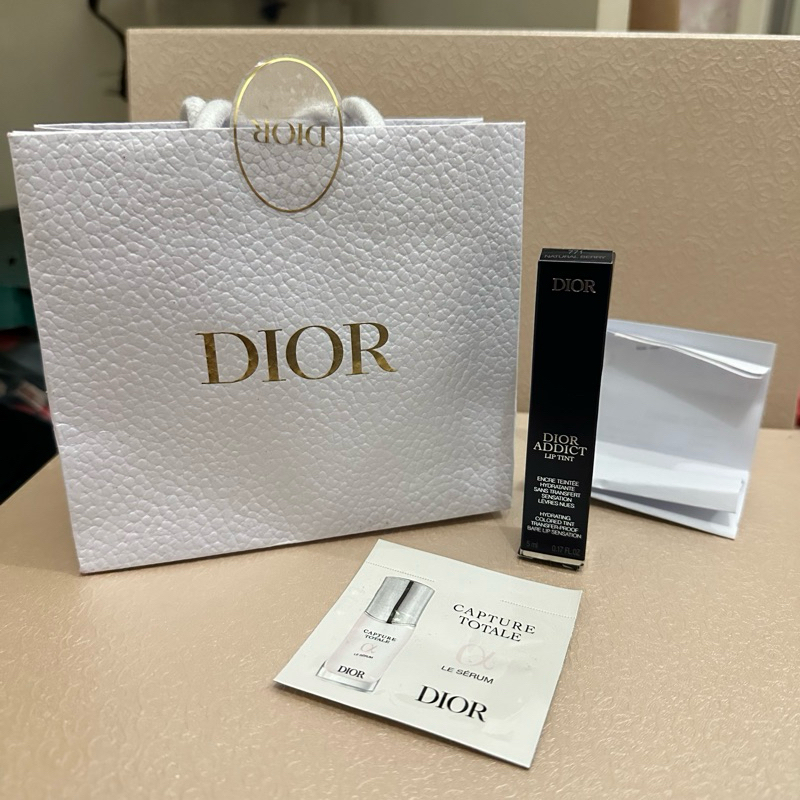 DIOR
DIOR
771
NATURAL BERRY
DIOR
DIOR
ADDICT
LIP TINT
ENCRE TEINTÉE
HYDRATANTE
SANS TRANSFERT
SENSATION
LÈVRES NUES
HYDRATING
COLORED TINT
TRANSFER-PROOF
BARE LIP SENSATION
5 ml 0.17 FL.OZ
CAPTURE
TOTALE
α
LE SÉRUM
DIOR
CAPTURE
TOTALE
α
LE SÉRUM
DIOR